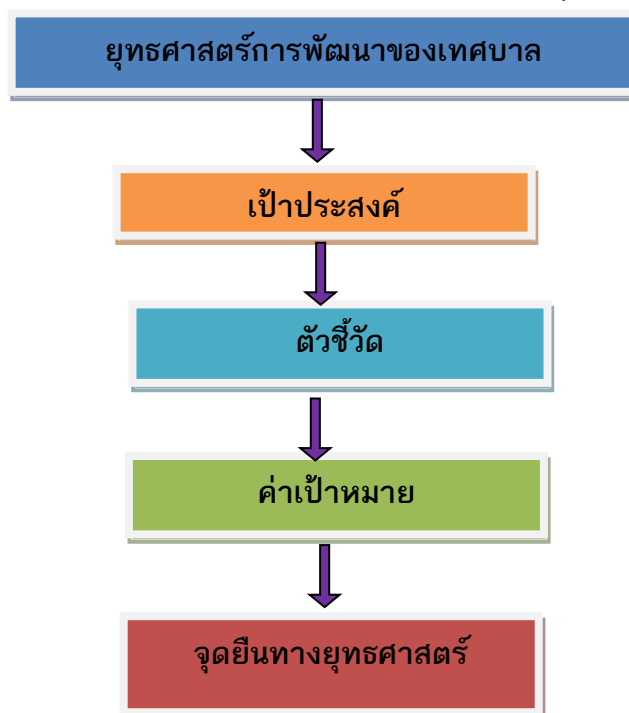 ยุทธศาสตร์การพัฒนาของเทศบาล
เป้าประสงค์
ตัวชี้วัด
ค่าเป้าหมาย
จุดยืนทางยุทธศาสตร์